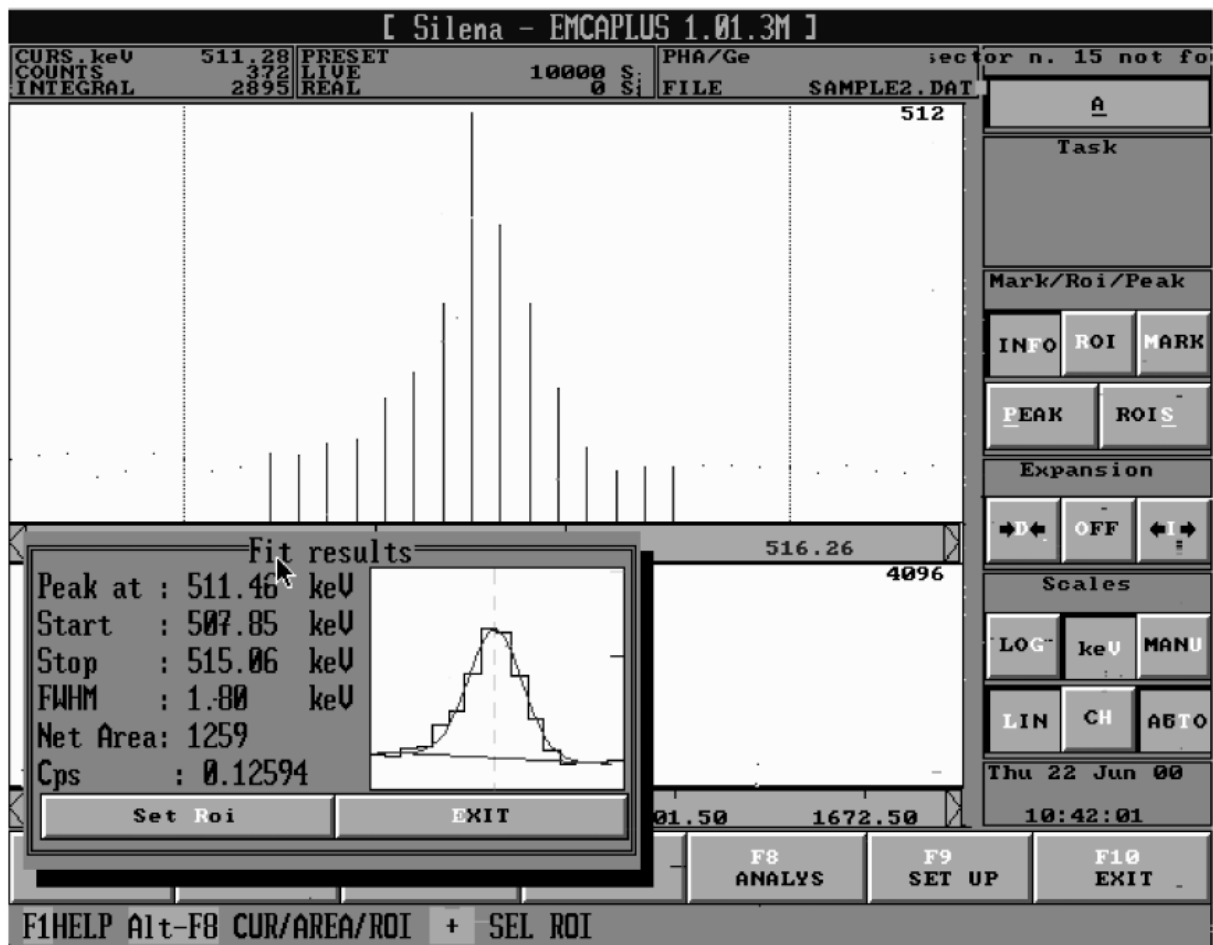 [ Silena - EMCAPLUS 1.01.3M ]
CURS.keV 511.28
COUNTS 372
INTEGRAL 2895
PRESET
LIVE 10000 S
REAL 0 S
PHA/Ge
FILE SAMPLE2.DAT
sector n. 15 not fo
A
512
Task
Mark/Roi/Peak
INFO ROI MARK
PEAK ROIS
Expansion
→D← OFF ←I→
516.26
4096
Scales
LOG keV MANU
LIN CH AБTO
Thu 22 Jun 00
10:42:01
Fit results
Peak at : 511.46 keV
Start : 507.85 keV
Stop : 515.06 keV
FWHM : 1.80 keV
Net Area: 1259
Cps : 0.12594
Set Roi EXIT
01.50 1672.50
F8 ANALYS
F9 SET UP
F10 EXIT
F1HELP Alt-F8 CUR/AREA/ROI + SEL ROI